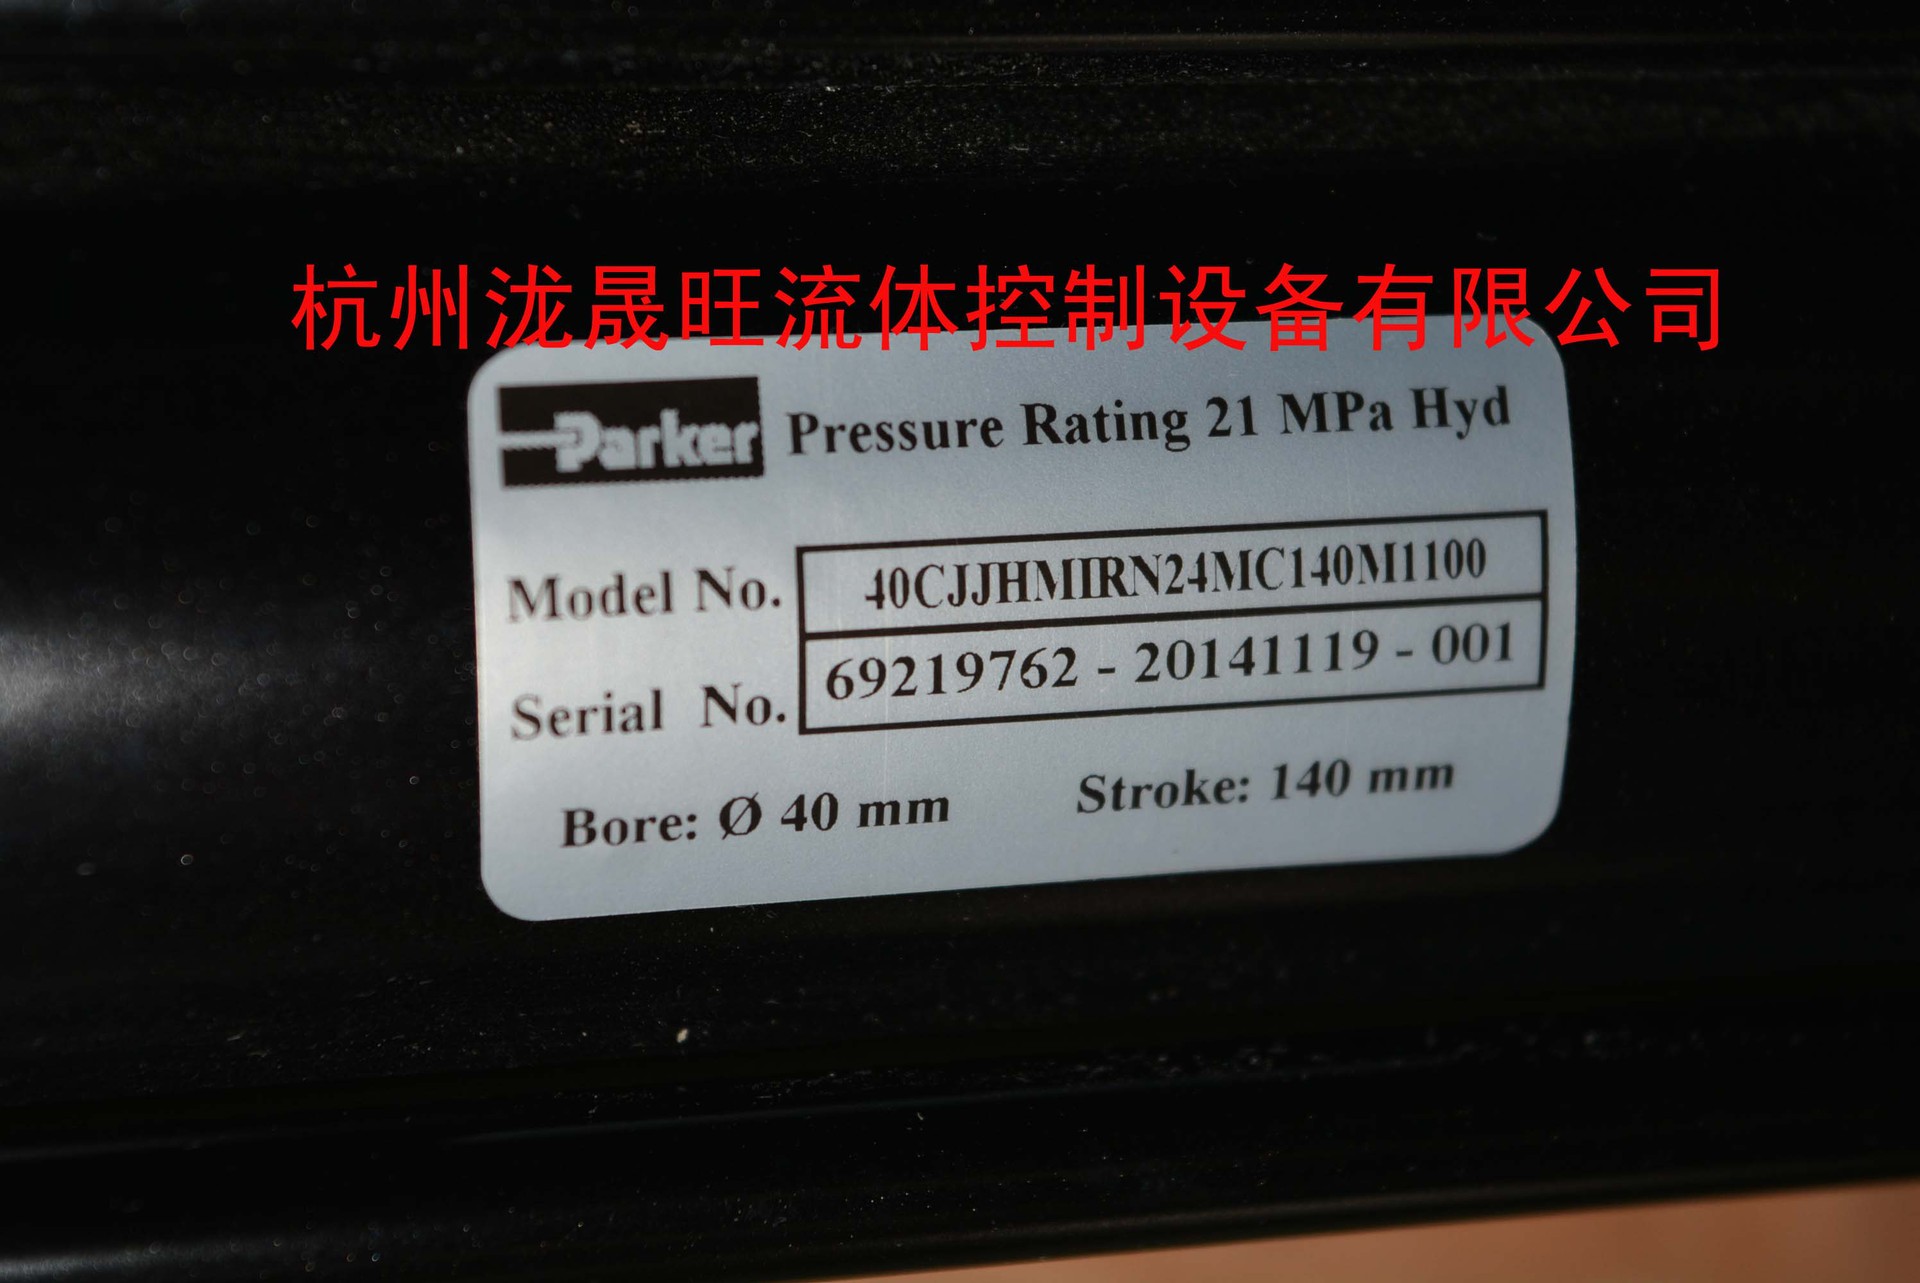 杭州泷晟旺流体控制设备有限公司
Parker Pressure Rating 21 MPa Hyd
Model No. 40CJJHMIRN24MC140M1100
Serial No. 69219762 - 20141119 - 001
Bore: Ø 40 mm Stroke: 140 mm